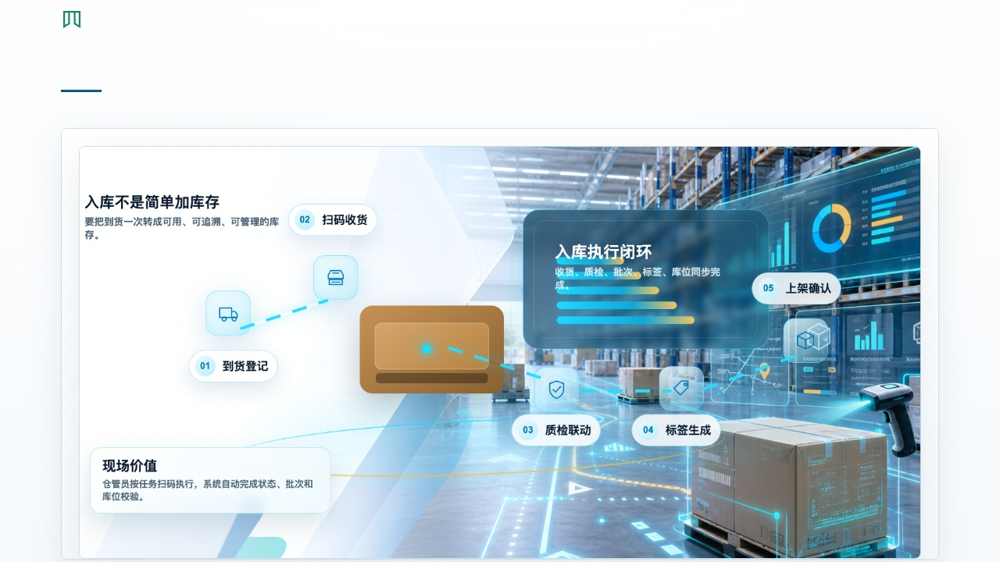 入库不是简单加库存
要把到货一次转成可用、可追溯、可管理的库
存。
02 扫码收货
01 到货登记
入库执行闭环
收货、质检、批次、标签、库位同步完
成。
05 上架确认
03 质检联动
04 标签生成
现场价值
仓管员按任务扫码执行，系统自动完成状态、批次和
库位校验。